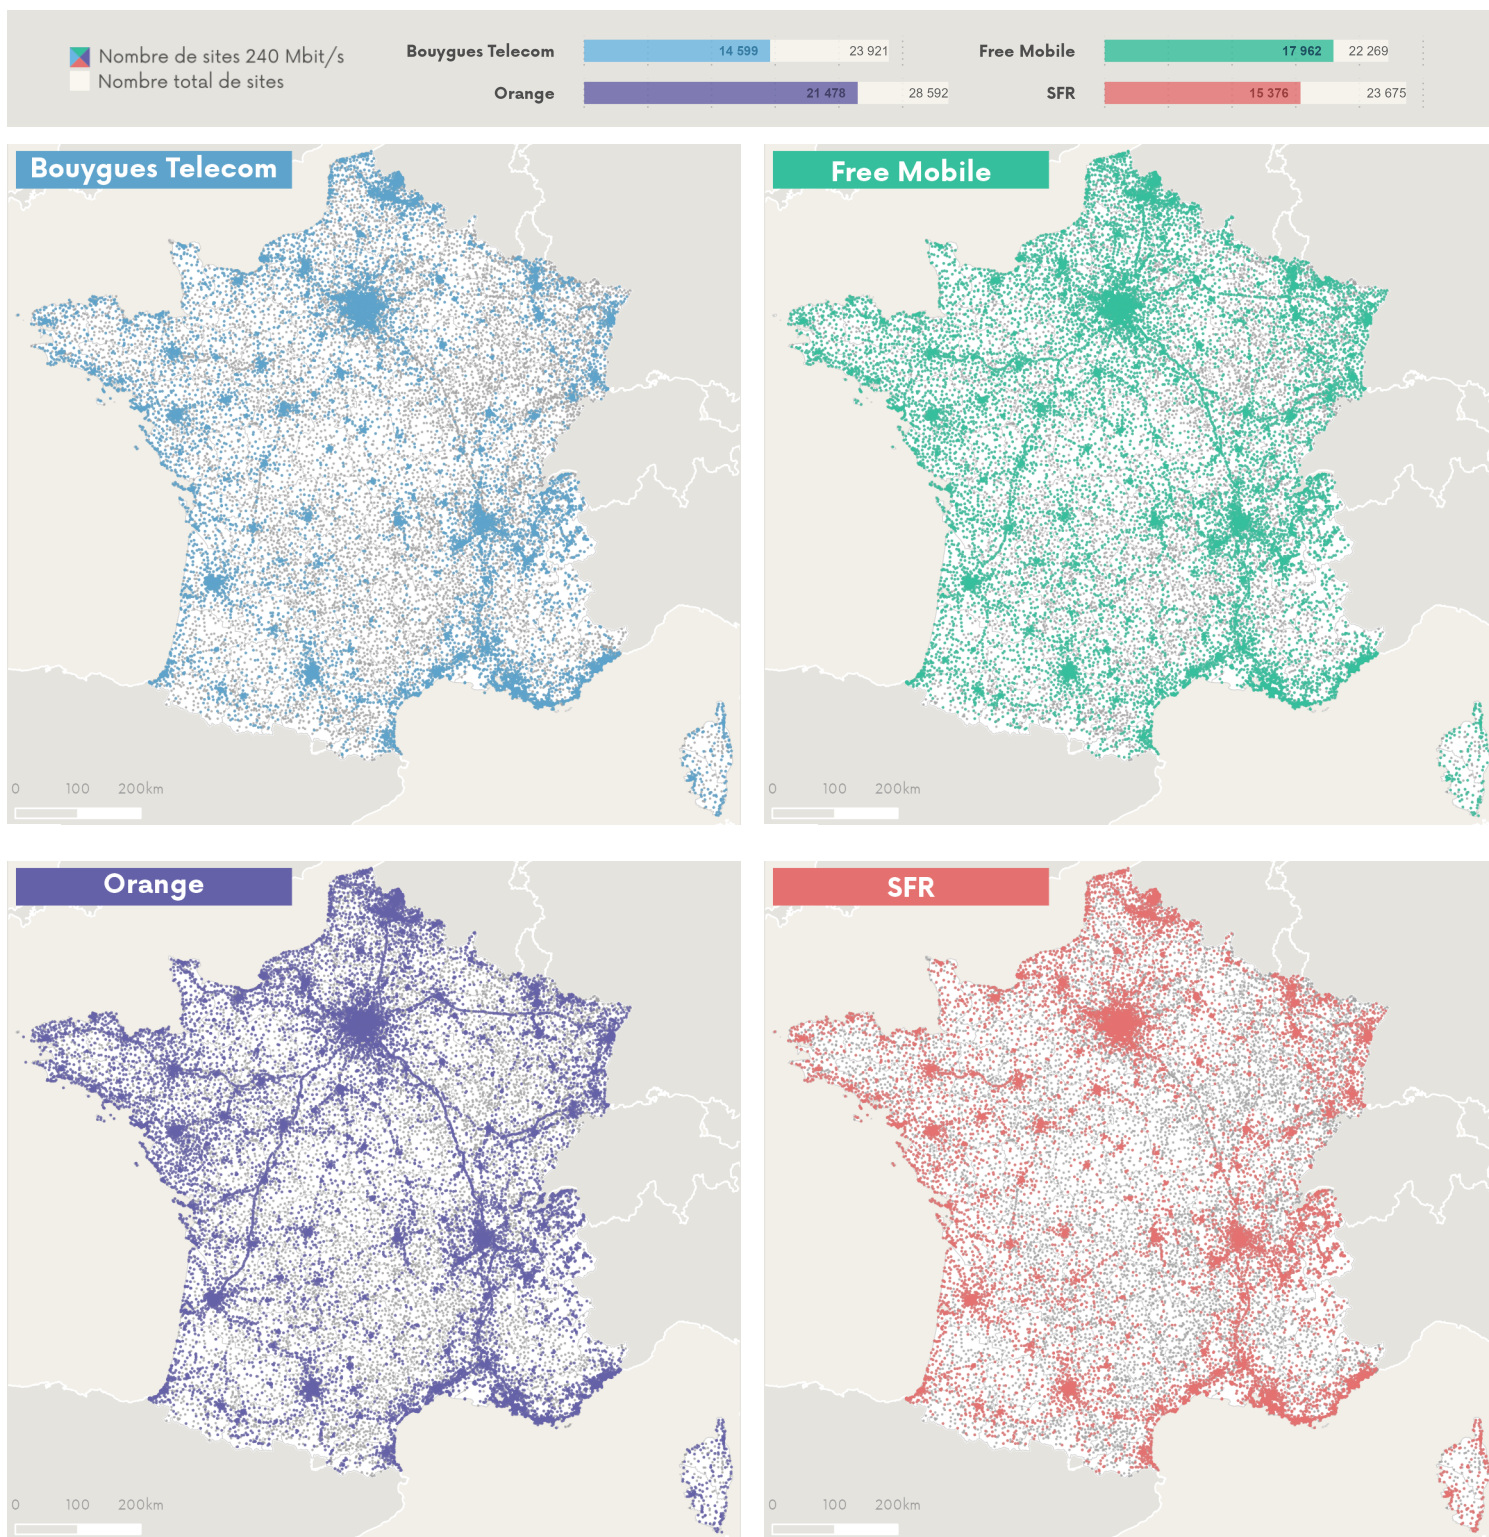 Nombre de sites 240 Mbit/s
Nombre total de sites
Bouygues Telecom 14 599 23 921
Orange 21 478 28 592
Free Mobile 17 962 22 269
SFR 15 376 23 675
Bouygues Telecom
0 100 200km
Free Mobile
0 100 200km
Orange
0 100 200km
SFR
0 100 200km